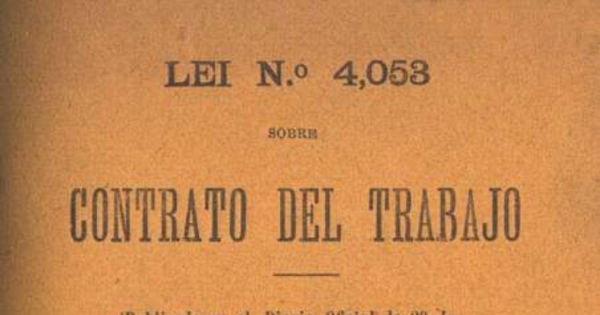 LEI N.º 4,053
SOBRE
CONTRATO DEL TRABAJO